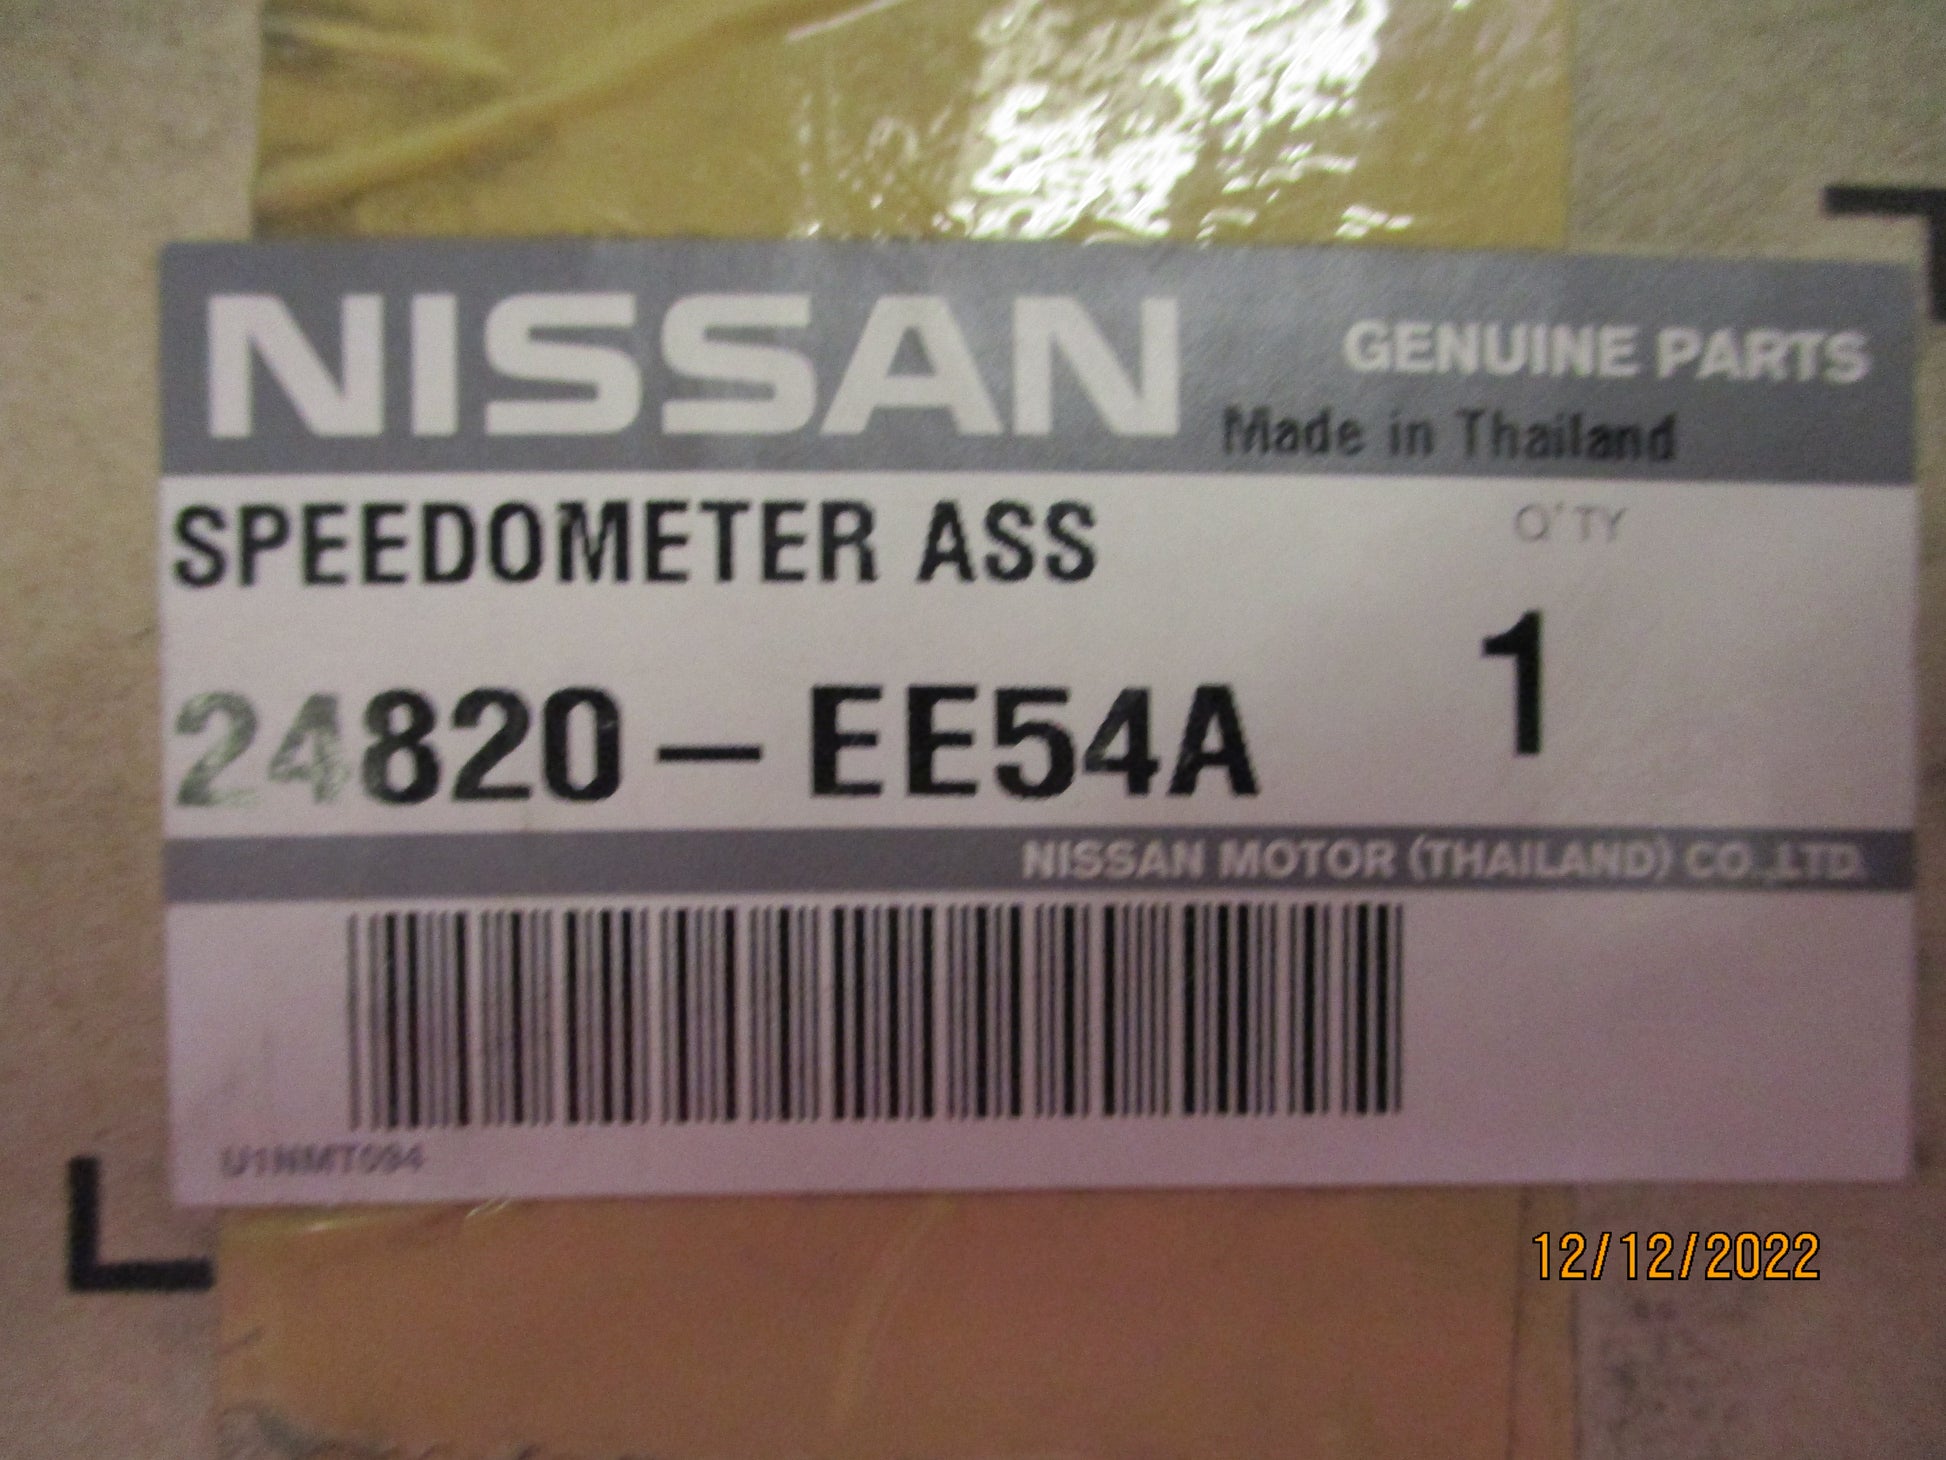 NISSAN GENUINE PARTS
Made in Thailand
SPEEDOMETER ASS Q'TY
24820-EE54A 1
NISSAN MOTOR (THAILAND) CO.,LTD.
U1NMT094
12/12/2022